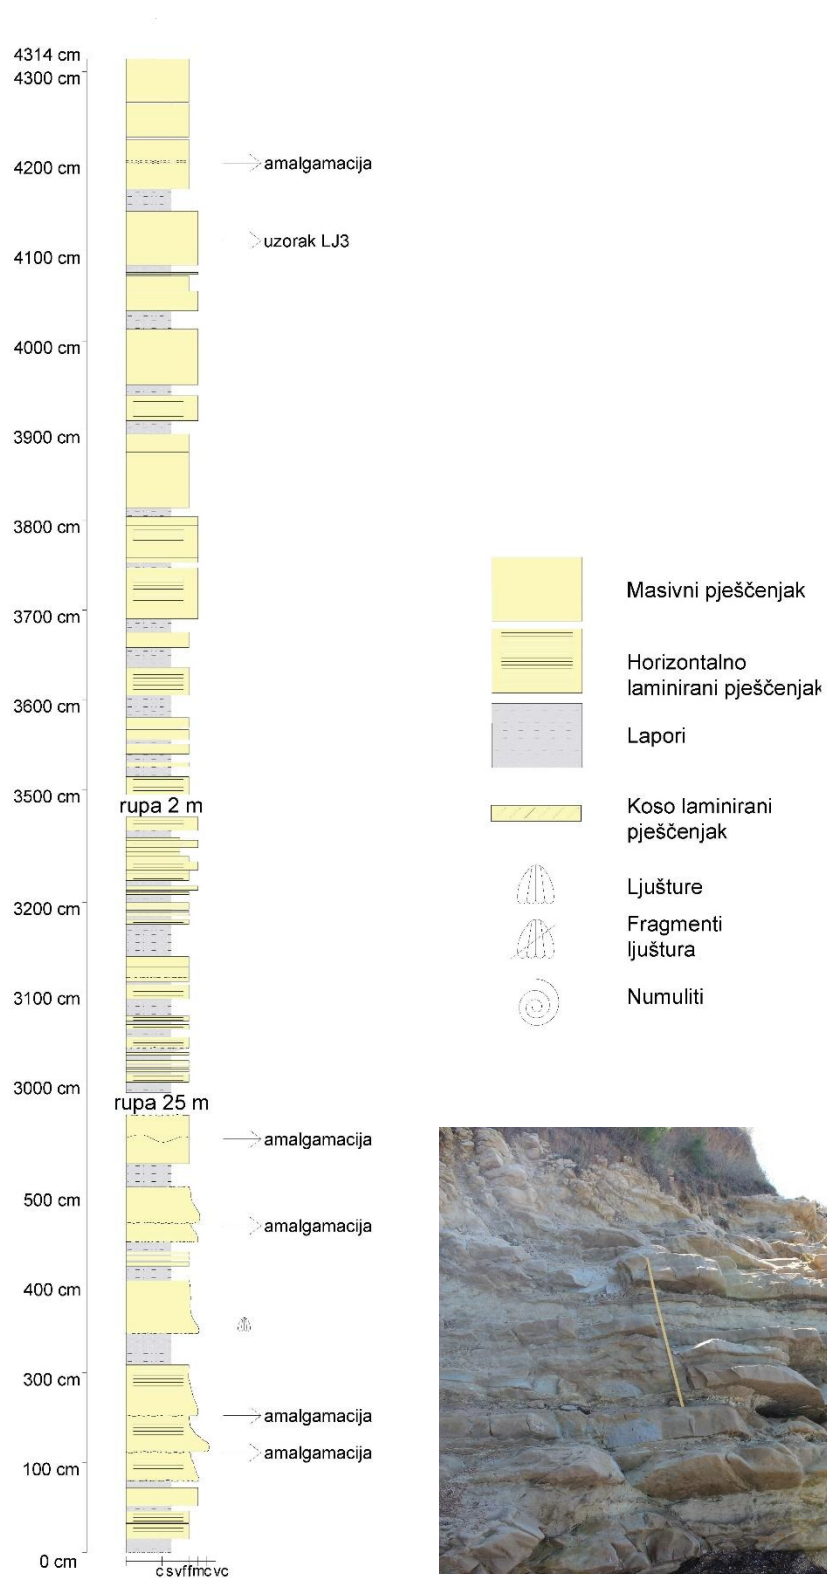 4314 cm
4300 cm
4200 cm
amalgamacija
uzorak LJ3
4100 cm
4000 cm
3900 cm
3800 cm
3700 cm
3600 cm
3500 cm
rupa 2 m
3200 cm
3100 cm
3000 cm
rupa 25 m
amalgamacija
500 cm
amalgamacija
400 cm
300 cm
amalgamacija
amalgamacija
100 cm
0 cm
c s vf f m c vc
Masivni pješčenjak
Horizontalno
laminirani pješčenjak
Lapori
Koso laminirani
pješčenjak
Ljušture
Fragmenti
ljuštura
Numuliti